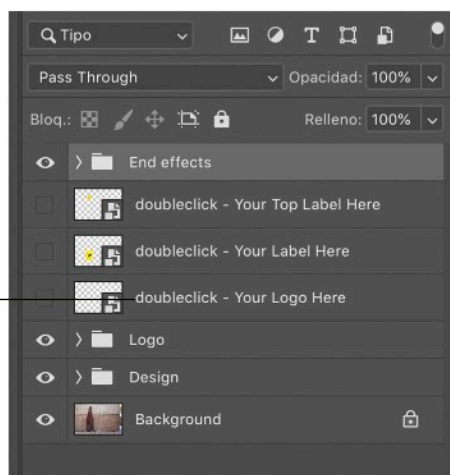 Tipo
T
Pass Through
Opacidad: 100%
Bloq.:
Relleno: 100%
End effects
doubleclick - Your Top Label Here
doubleclick - Your Label Here
doubleclick - Your Logo Here
Logo
Design
Background